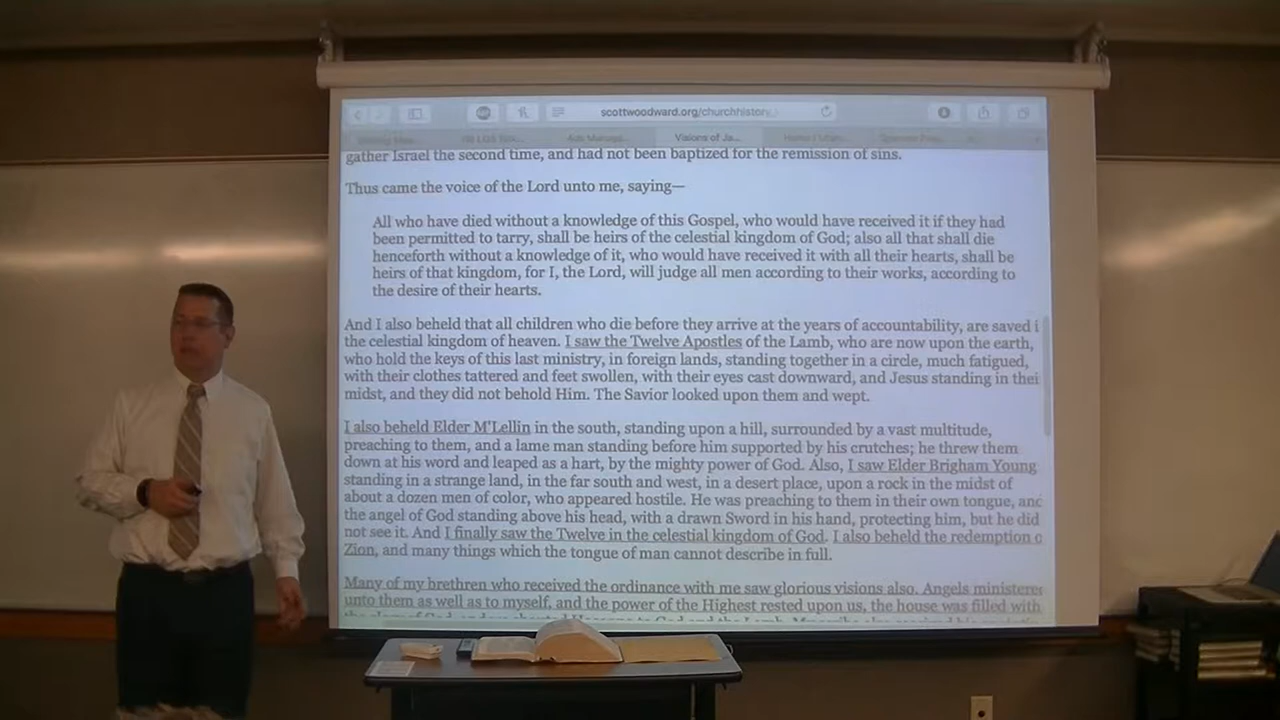 scottwoodward.org/churchhistory
Visions of Ja...
gather Israel the second time, and had not been baptized for the remission of sins.
Thus came the voice of the Lord unto me, saying—
All who have died without a knowledge of this Gospel, who would have received it if they had
been permitted to tarry, shall be heirs of the celestial kingdom of God; also all that shall die
henceforth without a knowledge of it, who would have received it with all their hearts, shall be
heirs of that kingdom, for I, the Lord, will judge all men according to their works, according to
the desire of their hearts.
And I also beheld that all children who die before they arrive at the years of accountability, are saved i
the celestial kingdom of heaven. I saw the Twelve Apostles of the Lamb, who are now upon the earth,
who hold the keys of this last ministry, in foreign lands, standing together in a circle, much fatigued,
with their clothes tattered and feet swollen, with their eyes cast downward, and Jesus standing in thei
midst, and they did not behold Him. The Savior looked upon them and wept.
I also beheld Elder M'Lellin in the south, standing upon a hill, surrounded by a vast multitude,
preaching to them, and a lame man standing before him supported by his crutches; he threw them
down at his word and leaped as a hart, by the mighty power of God. Also, I saw Elder Brigham Young
standing in a strange land, in the far south and west, in a desert place, upon a rock in the midst of
about a dozen men of color, who appeared hostile. He was preaching to them in their own tongue, and
the angel of God standing above his head, with a drawn Sword in his hand, protecting him, but he did
not see it. And I finally saw the Twelve in the celestial kingdom of God. I also beheld the redemption o
Zion, and many things which the tongue of man cannot describe in full.
Many of my brethren who received the ordinance with me saw glorious visions also. Angels ministere
unto them as well as to myself, and the power of the Highest rested upon us, the house was filled with